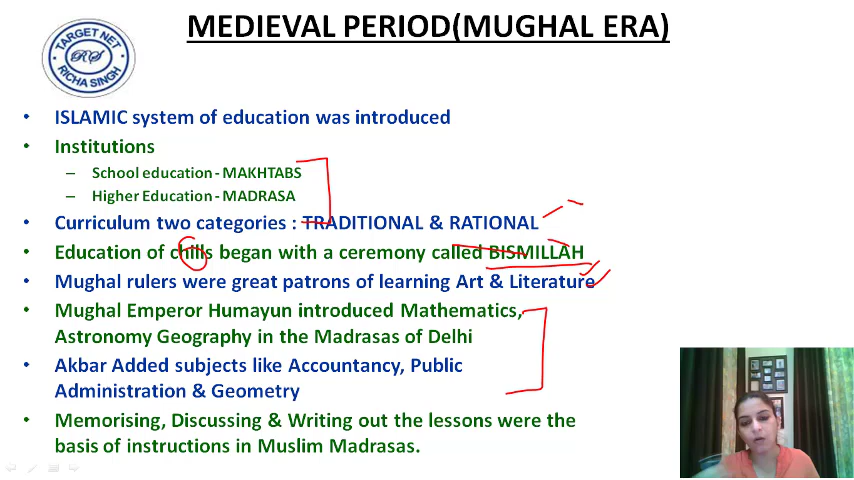 MEDIEVAL PERIOD(MUGHAL ERA)
TARGET NET
RS
RICHA SINGH
• ISLAMIC system of education was introduced
• Institutions
– School education - MAKHTABS
– Higher Education - MADRASA
• Curriculum two categories : TRADITIONAL & RATIONAL
• Education of chills began with a ceremony called BISMILLAH
• Mughal rulers were great patrons of learning Art & Literature
• Mughal Emperor Humayun introduced Mathematics,
Astronomy Geography in the Madrasas of Delhi
• Akbar Added subjects like Accountancy, Public
Administration & Geometry
• Memorising, Discussing & Writing out the lessons were the
basis of instructions in Muslim Madrasas.